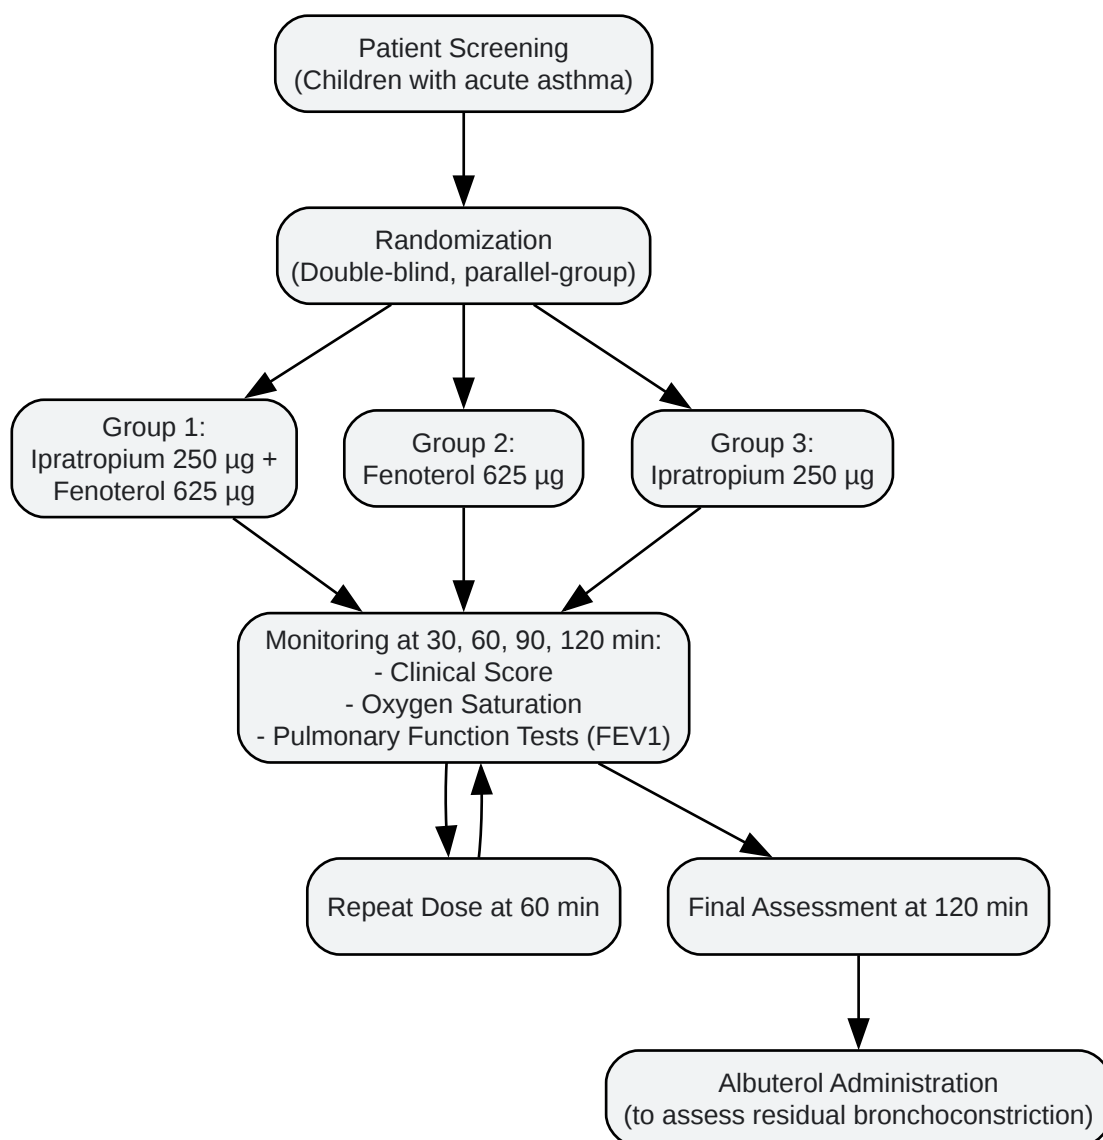 Patient Screening
(Children with acute asthma)
Randomization
(Double-blind, parallel-group)
Group 1:
Ipratropium 250 µg +
Fenoterol 625 µg
Group 2:
Fenoterol 625 µg
Group 3:
Ipratropium 250 µg
Monitoring at 30, 60, 90, 120 min:
- Clinical Score
- Oxygen Saturation
- Pulmonary Function Tests (FEV1)
Repeat Dose at 60 min
Final Assessment at 120 min
Albuterol Administration
(to assess residual bronchoconstriction)